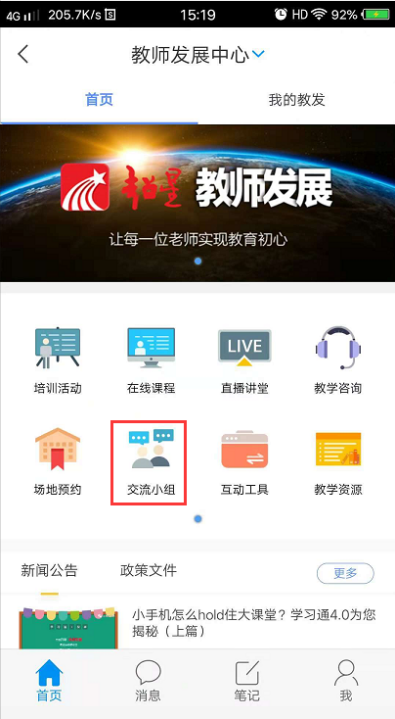 4G 205.7K/s 15:19 HD 92%
教师发展中心
首页 我的教发
超星 教师发展
让每一位老师实现教育初心
LIVE
培训活动 在线课程 直播讲堂 教学咨询
场地预约 交流小组 互动工具 教学资源
新闻公告 政策文件 更多
小手机怎么hold住大课堂？学习通4.0为您
揭秘（上篇）
首页 消息 笔记 我